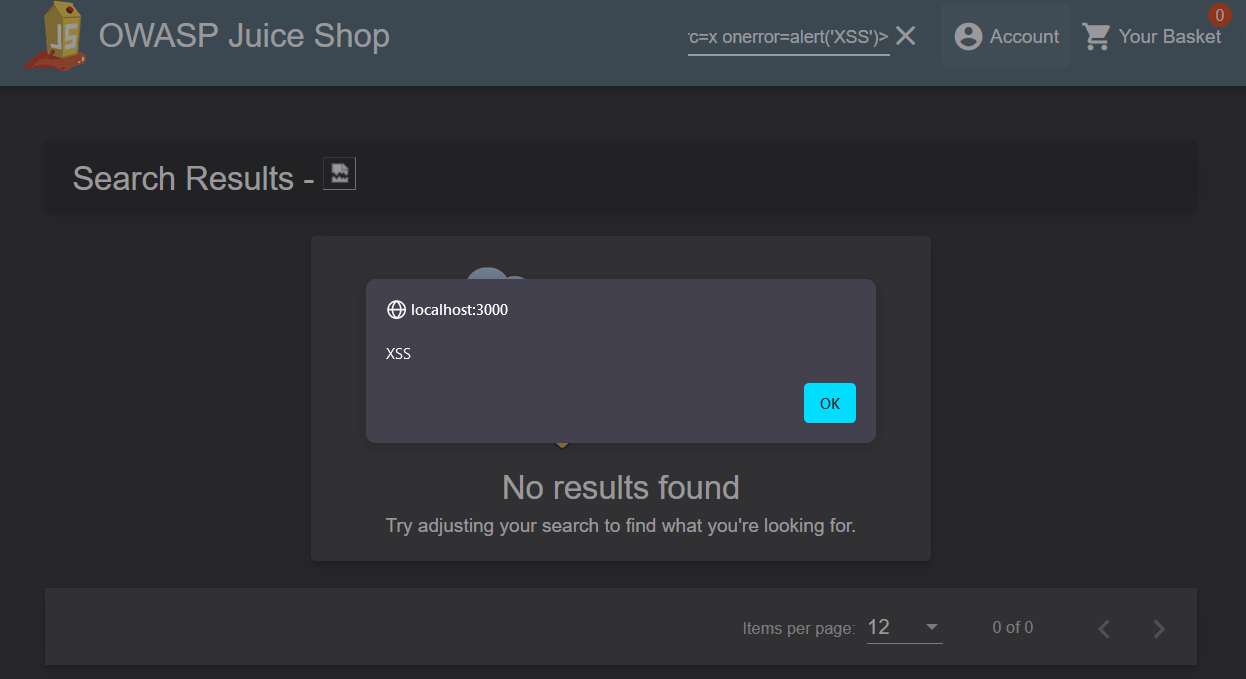 JS
OWASP Juice Shop
rc=x onerror=alert('XSS')>
Account
0
Your Basket
Search Results -
localhost:3000
XSS
OK
No results found
Try adjusting your search to find what you're looking for.
Items per page: 12
0 of 0